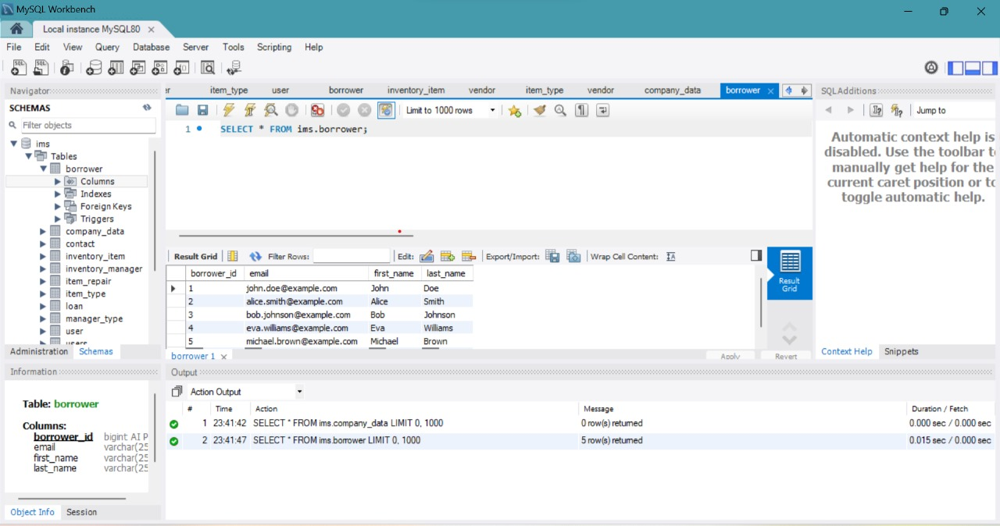 MySQL Workbench
Local instance MySQL80
File Edit View Query Database Server Tools Scripting Help
Navigator
SCHEMAS
Filter objects
ims
Tables
borrower
Columns
Indexes
Foreign Keys
Triggers
company_data
contact
inventory_item
inventory_manager
item_repair
item_type
loan
manager_type
user
users
Administration Schemas
Information
Table: borrower
Columns:
borrower_id bigint AI P
email varchar(25
first_name varchar(25
last_name varchar(25
Object Info Session
er item_type user borrower inventory_item vendor item_type vendor company_data borrower
Limit to 1000 rows
1 SELECT * FROM ims.borrower;
Result Grid Filter Rows: Edit: Export/Import: Wrap Cell Content:
borrower_id email first_name last_name
1 john.doe@example.com John Doe
2 alice.smith@example.com Alice Smith
3 bob.johnson@example.com Bob Johnson
4 eva.williams@example.com Eva Williams
5 michael.brown@example.com Michael Brown
Result
Grid
borrower 1 Apply Revert
SQLAdditions
Jump to
Automatic context help is
disabled. Use the toolbar t
manually get help for the
current caret position or to
toggle automatic help.
Context Help Snippets
Output
Action Output
# Time Action Message Duration / Fetch
1 23:41:42 SELECT * FROM ims.company_data LIMIT 0, 1000 0 row(s) returned 0.000 sec / 0.000 sec
2 23:41:47 SELECT * FROM ims.borrower LIMIT 0, 1000 5 row(s) returned 0.015 sec / 0.000 sec